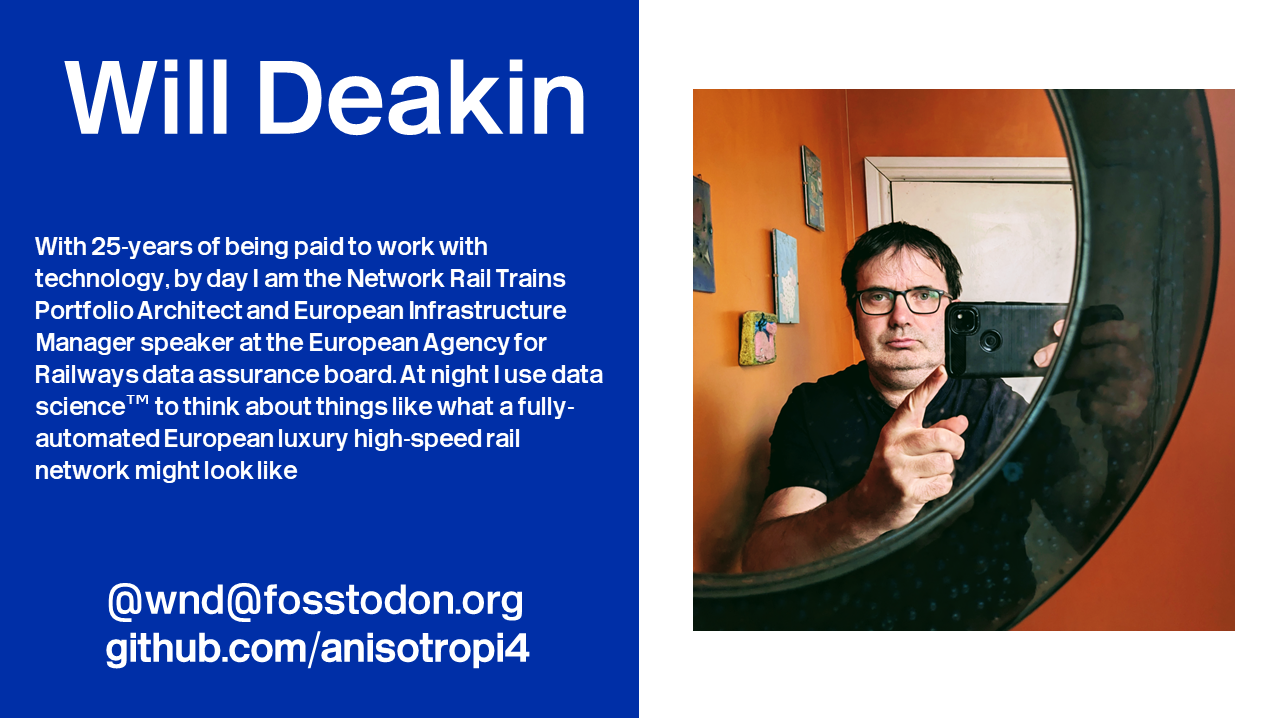 Will Deakin
With 25-years of being paid to work with
technology, by day I am the Network Rail Trains
Portfolio Architect and European Infrastructure
Manager speaker at the European Agency for
Railways data assurance board. At night I use data
science™ to think about things like what a fully-
automated European luxury high-speed rail
network might look like
@wnd@fosstodon.org
github.com/anisotropi4